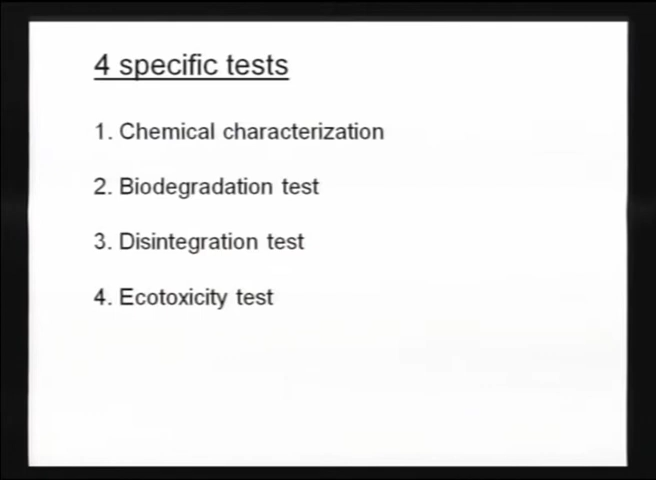 4 specific tests
1. Chemical characterization
2. Biodegradation test
3. Disintegration test
4. Ecotoxicity test